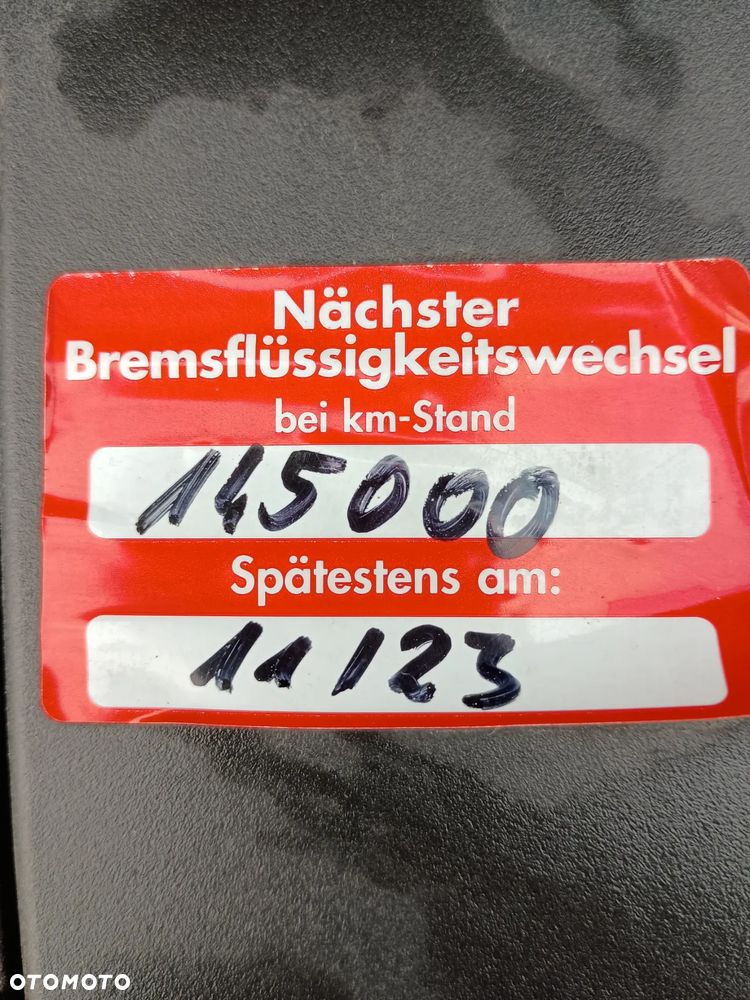 Nächster
Bremsflüssigkeitswechsel
bei km-Stand
145000
Spätestens am:
11/23
OTOMOTO